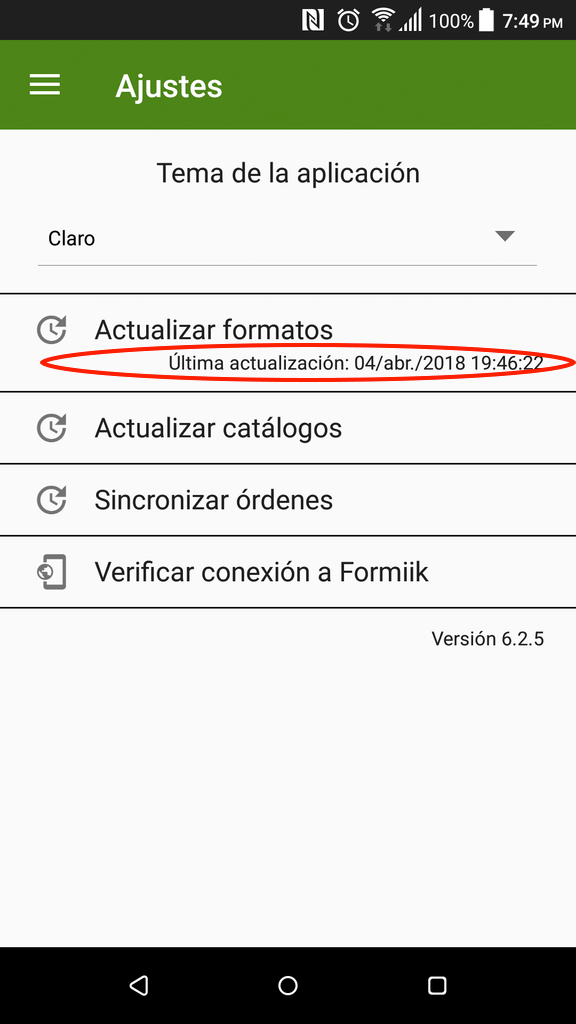 100% 7:49 PM
Ajustes
Tema de la aplicación
Claro
Actualizar formatos
Última actualización: 04/abr./2018 19:46:22
Actualizar catálogos
Sincronizar órdenes
Verificar conexión a Formiik
Versión 6.2.5